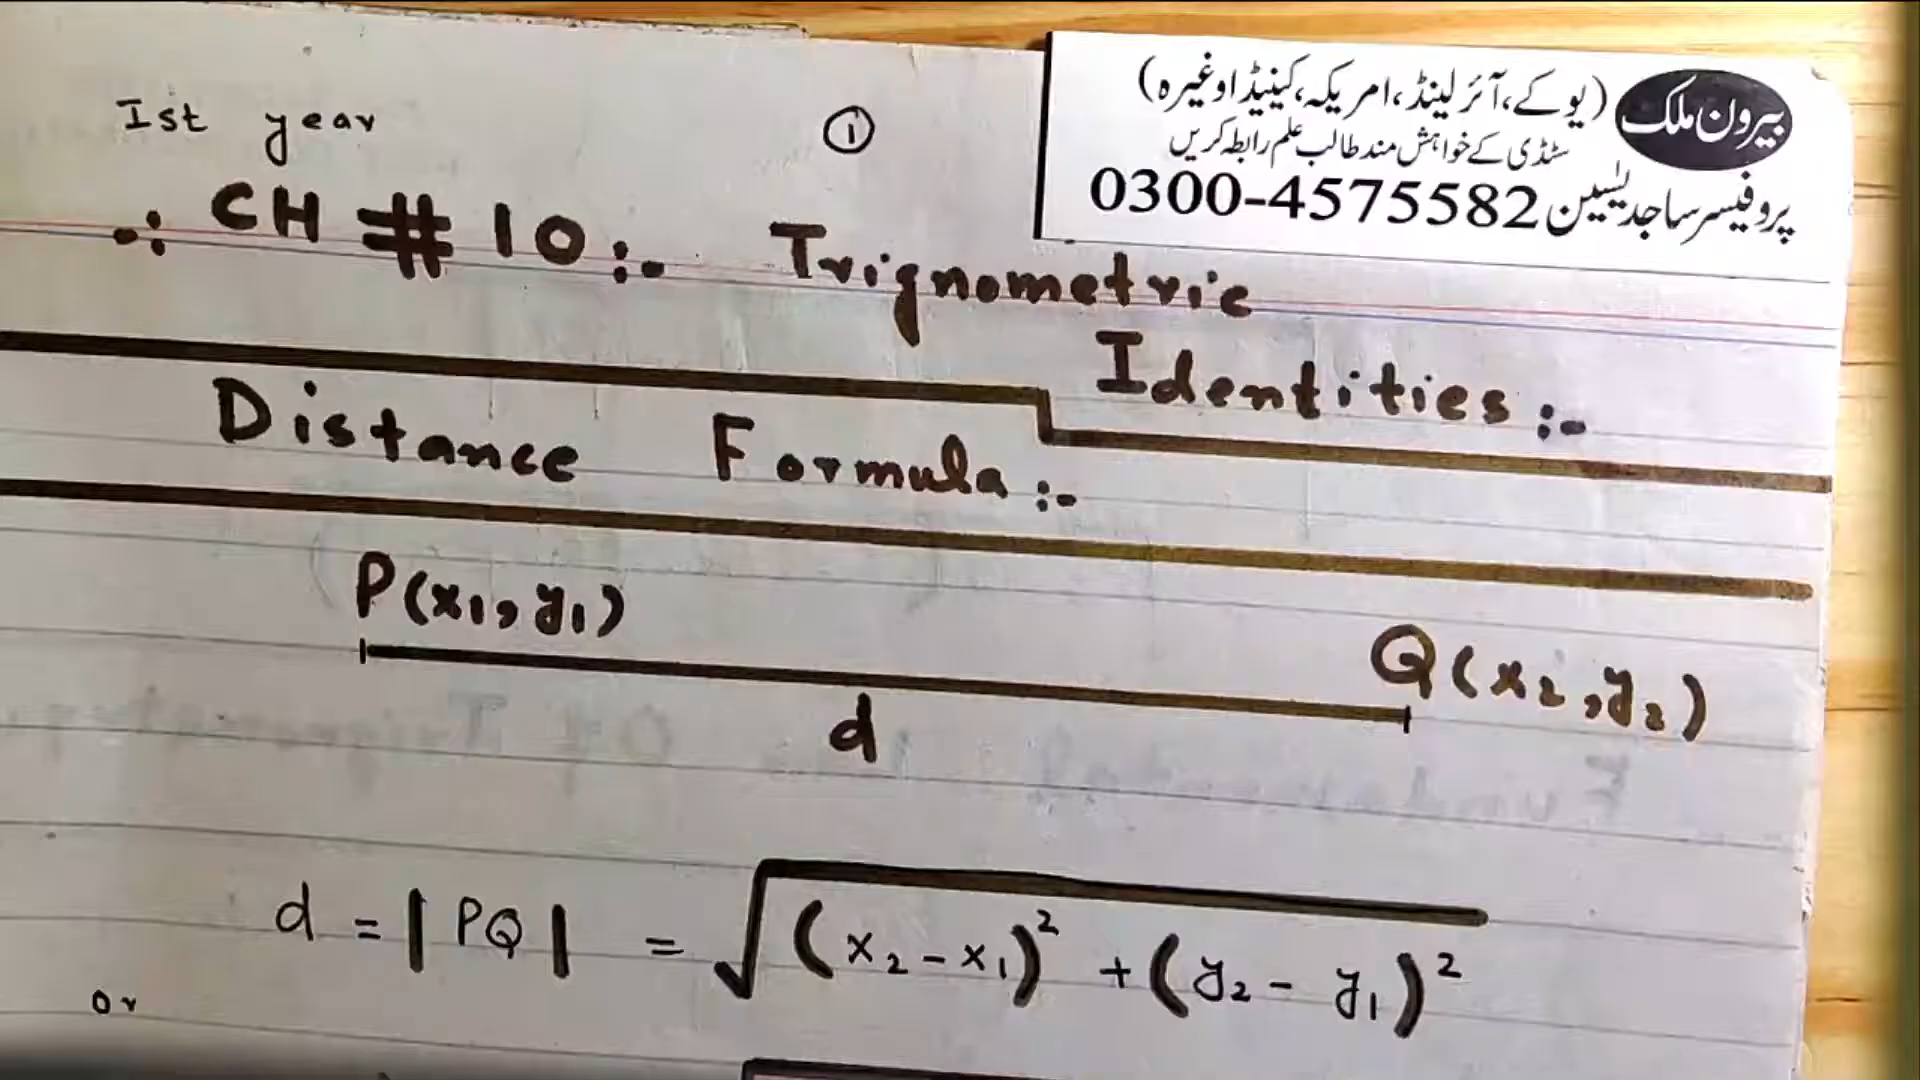 Ist year
①
بیرون ملک (یو کے، آئر لینڈ، امریکہ، کینیڈا وغیرہ)
سٹڈی کے خواہش مند طالب علم رابطہ کریں
پروفیسر ساجد یٰسین 0300-4575582
.: CH # 10:- Trignometric
Identities:-
Distance Formula:-
P(x₁, y₁)
Q(x₂, y₂)
d
d = |PQ| = √(x₂ - x₁)² + (y₂ - y₁)²
Or